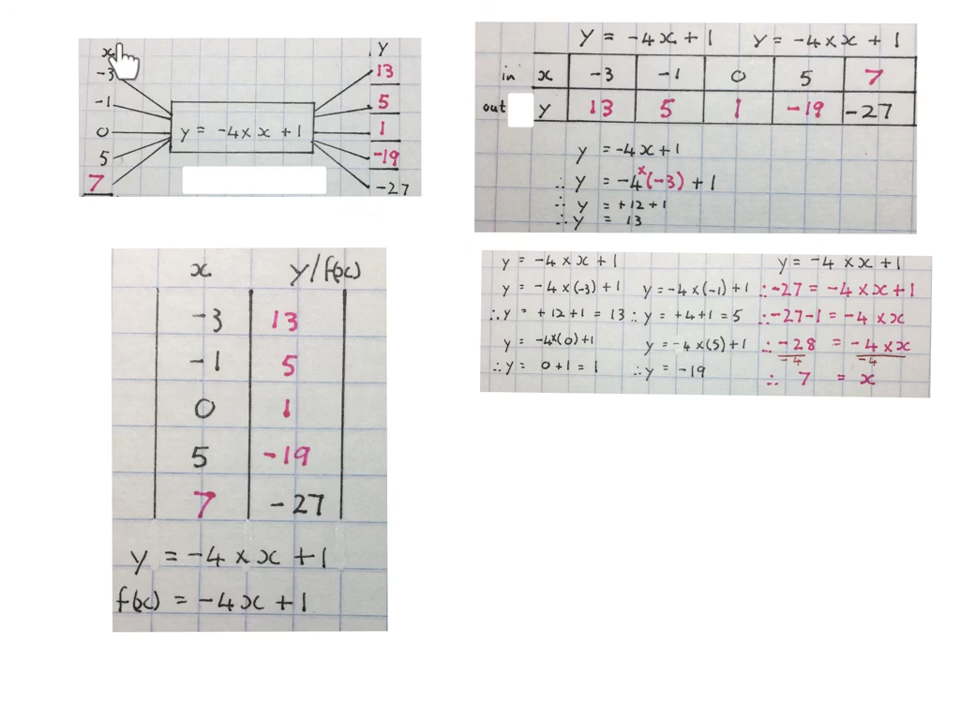 x y
-3 13
-1 5
0 y = -4 x x +1 1
5 -19
7 -27
y = -4x + 1 y = -4 x x + 1
in x -3 -1 0 5 7
out y 13 5 1 -19 -27
y = -4x+1
∴ y = -4 x (-3) + 1
∴ y = +12+1
∴ y = 13
x y/f(x)
-3 13
-1 5
0 1
5 -19
7 -27
y = -4 x x +1
f(x) = -4x +1
y = -4 x x + 1
y = -4 x (-3) + 1
∴ y = + 12 + 1 = 13
y = -4x(0)+1
∴ y = 0+1 = 1
y = -4 x (-1) + 1
∴ y = +4 +1 = 5
y = -4 x (5) + 1
∴ y = -19
y = -4 x x +1
∴ -27 = -4 x x +1
∴ -27-1 = -4 x x
∴ -28 = -4 x x
-4 -4
∴ 7 = x